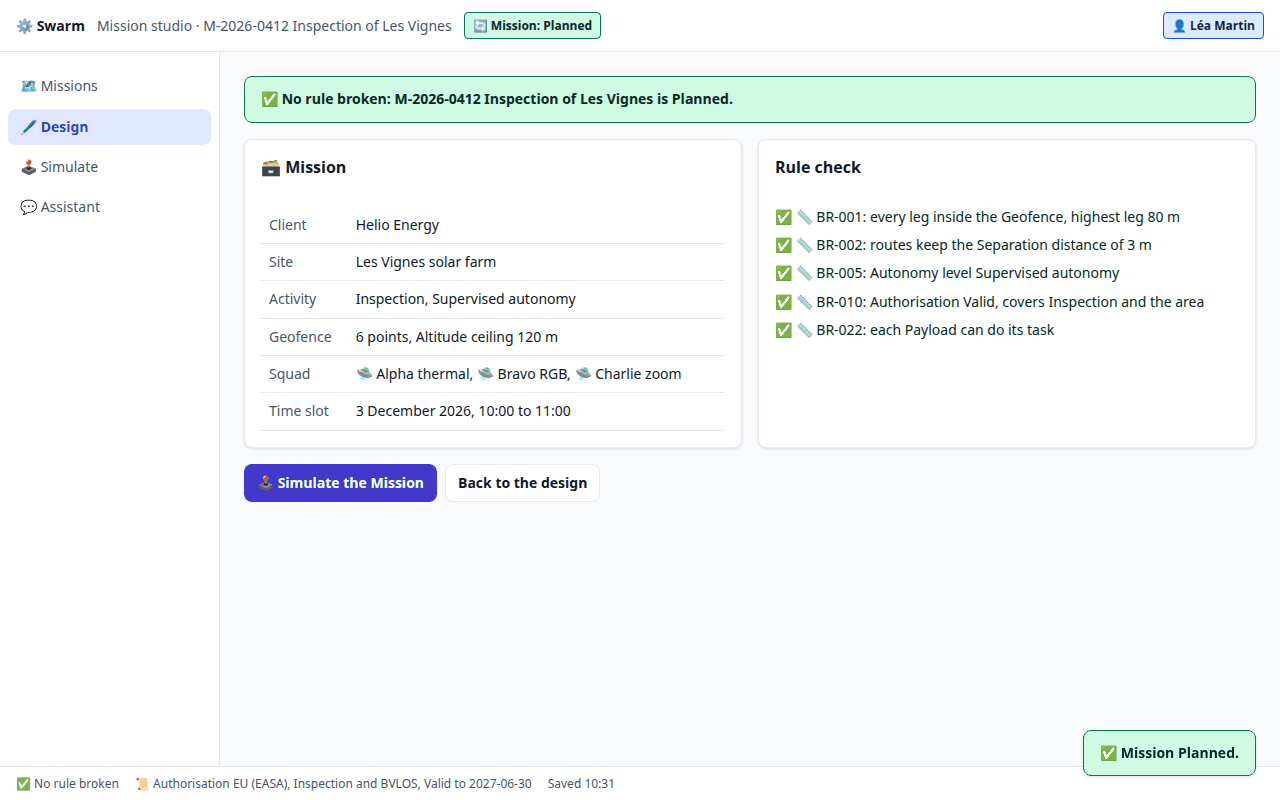 ⚙️ Swarm Mission studio · M-2026-0412 Inspection of Les Vignes 🔄 Mission: Planned 👤 Léa Martin
🗺️ Missions
🖊️ Design
🕹️ Simulate
💬 Assistant
✅ No rule broken: M-2026-0412 Inspection of Les Vignes is Planned.
🗃️ Mission
Client Helio Energy
Site Les Vignes solar farm
Activity Inspection, Supervised autonomy
Geofence 6 points, Altitude ceiling 120 m
Squad 🛸 Alpha thermal, 🛸 Bravo RGB, 🛸 Charlie zoom
Time slot 3 December 2026, 10:00 to 11:00
Rule check
✅ 📏 BR-001: every leg inside the Geofence, highest leg 80 m
✅ 📏 BR-002: routes keep the Separation distance of 3 m
✅ 📏 BR-005: Autonomy level Supervised autonomy
✅ 📏 BR-010: Authorisation Valid, covers Inspection and the area
✅ 📏 BR-022: each Payload can do its task
🕹️ Simulate the Mission Back to the design
✅ Mission Planned.
✅ No rule broken 📜 Authorisation EU (EASA), Inspection and BVLOS, Valid to 2027-06-30 Saved 10:31